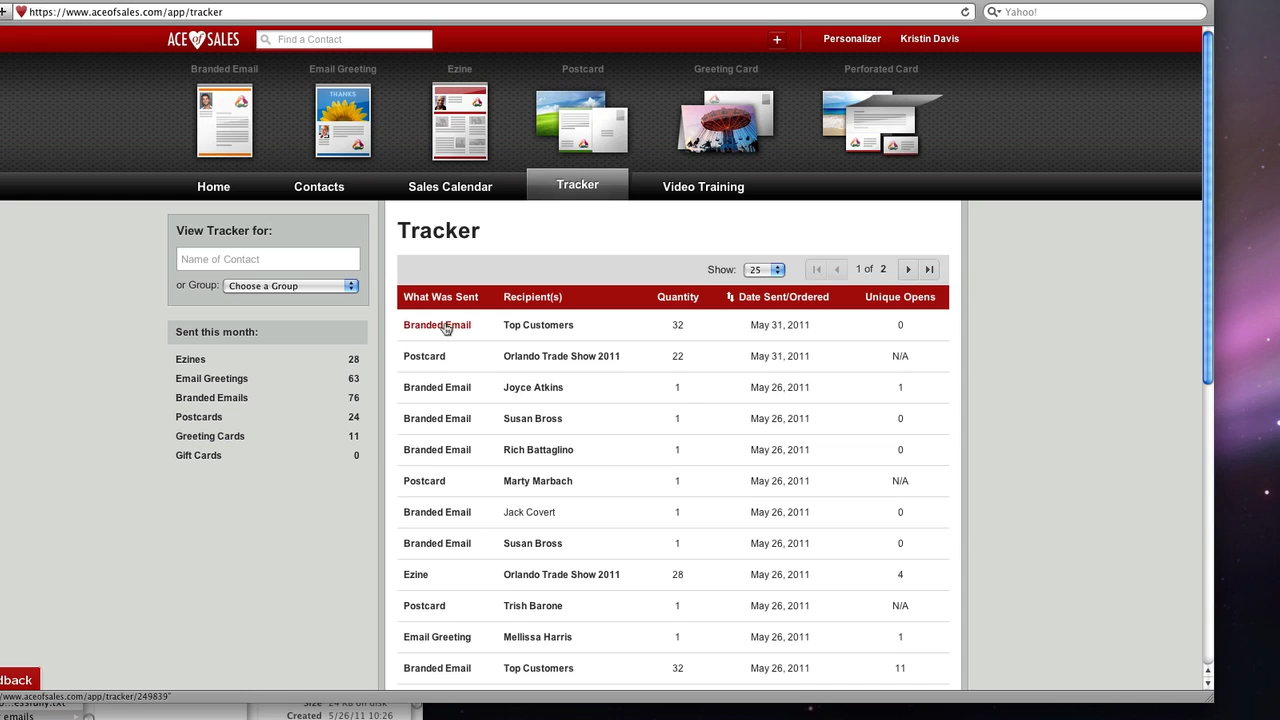 https://www.aceofsales.com/app/tracker
Yahoo!
ACE of SALES
Find a Contact
+
Personalizer
Kristin Davis
Branded Email
Email Greeting
Ezine
Postcard
Greeting Card
Perforated Card
THANKS
Home
Contacts
Sales Calendar
Tracker
Video Training
View Tracker for:
Name of Contact
or Group: Choose a Group
Sent this month:
Ezines 28
Email Greetings 63
Branded Emails 76
Postcards 24
Greeting Cards 11
Gift Cards 0
Tracker
Show: 25 1 of 2
What Was Sent Recipient(s) Quantity Date Sent/Ordered Unique Opens
Branded Email Top Customers 32 May 31, 2011 0
Postcard Orlando Trade Show 2011 22 May 31, 2011 N/A
Branded Email Joyce Atkins 1 May 26, 2011 1
Branded Email Susan Bross 1 May 26, 2011 0
Branded Email Rich Battaglino 1 May 26, 2011 0
Postcard Marty Marbach 1 May 26, 2011 N/A
Branded Email Jack Covert 1 May 26, 2011 0
Branded Email Susan Bross 1 May 26, 2011 0
Ezine Orlando Trade Show 2011 28 May 26, 2011 4
Postcard Trish Barone 1 May 26, 2011 N/A
Email Greeting Mellissa Harris 1 May 26, 2011 1
Branded Email Top Customers 32 May 26, 2011 11
dback
/www.aceofsales.com/app/tracker/249839"
Size 24 KB on disk
emails
Created 5/26/11 10:26